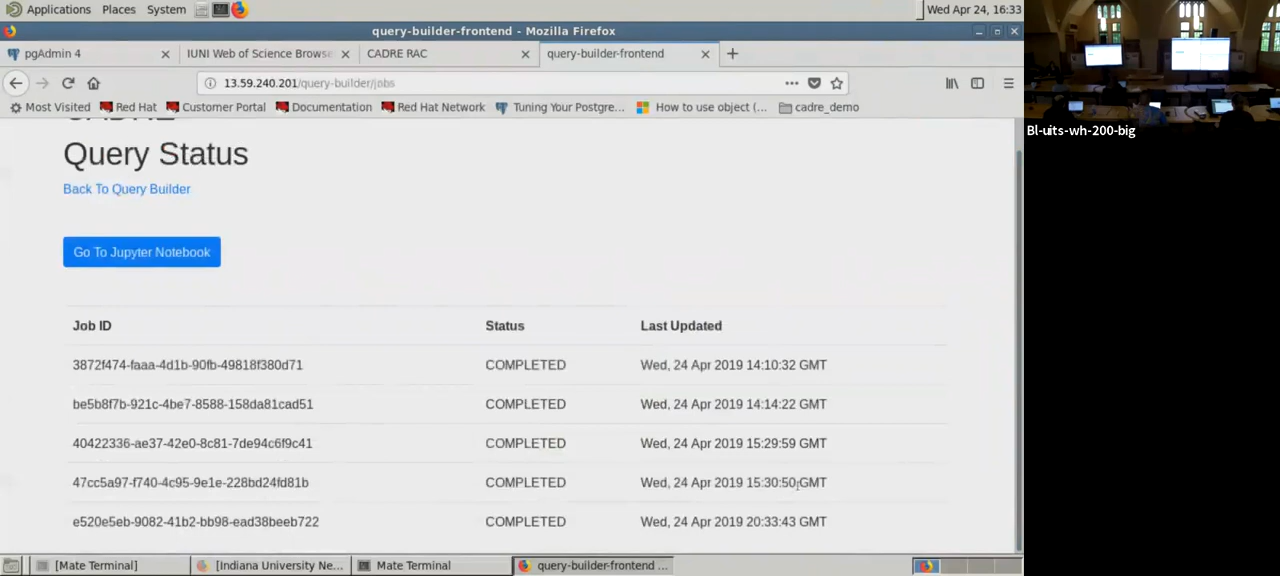 Applications Places System
Wed Apr 24, 16:33
query-builder-frontend - Mozilla Firefox
pgAdmin 4
IUNI Web of Science Browse
CADRE RAC
query-builder-frontend
13.59.240.201/query-builder/jobs
Most Visited
Red Hat
Customer Portal
Documentation
Red Hat Network
Tuning Your Postgre...
How to use object (...
cadre_demo
CADRE
Query Status
Back To Query Builder
Go To Jupyter Notebook
Job ID Status Last Updated
3872f474-faaa-4d1b-90fb-49818f380d71 COMPLETED Wed, 24 Apr 2019 14:10:32 GMT
be5b8f7b-921c-4be7-8588-158da81cad51 COMPLETED Wed, 24 Apr 2019 14:14:22 GMT
40422336-ae37-42e0-8c81-7de94c6f9c41 COMPLETED Wed, 24 Apr 2019 15:29:59 GMT
47cc5a97-f740-4c95-9e1e-228bd24fd81b COMPLETED Wed, 24 Apr 2019 15:30:50 GMT
e520e5eb-9082-41b2-bb98-ead38beeb722 COMPLETED Wed, 24 Apr 2019 20:33:43 GMT
[Mate Terminal]
[Indiana University Ne...
Mate Terminal
query-builder-frontend ...
Bl-uits-wh-200-big